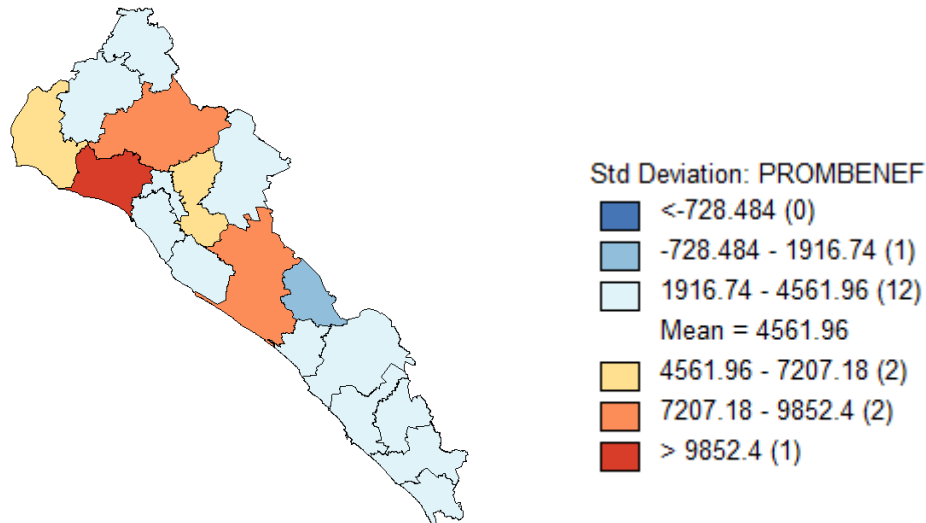 Std Deviation: PROMBENEF
<-728.484 (0)
-728.484 - 1916.74 (1)
1916.74 - 4561.96 (12)
Mean = 4561.96
4561.96 - 7207.18 (2)
7207.18 - 9852.4 (2)
> 9852.4 (1)